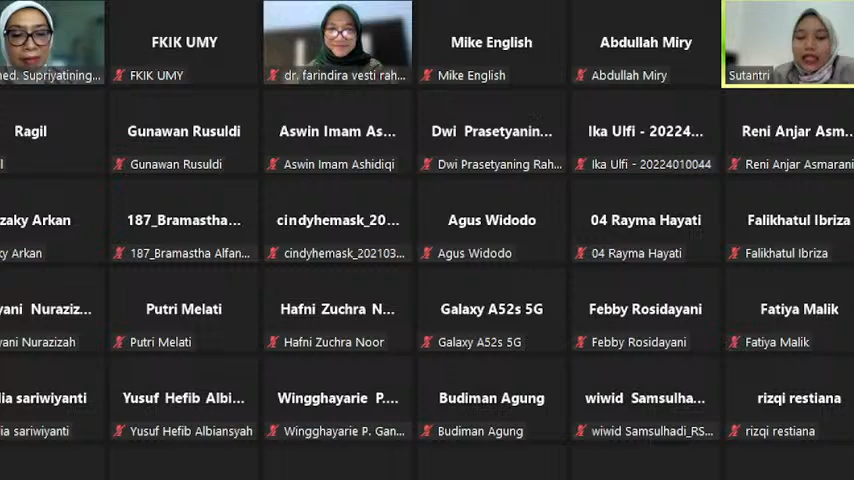 ned. Supriyatining...
FKIK UMY
FKIK UMY
dr. farindira vesti rah...
Mike English
Mike English
Abdullah Miry
Abdullah Miry
Sutantri
Ragil
l
Gunawan Rusuldi
Gunawan Rusuldi
Aswin Imam As...
Aswin Imam Ashidiqi
Dwi Prasetyanin...
Dwi Prasetyaning Rah...
Ika Ulfi - 20224...
Ika Ulfi - 20224010044
Reni Anjar Asm...
Reni Anjar Asmarani
zaky Arkan
ky Arkan
187_Bramastha...
187_Bramastha Alfan...
cindyhemask_20...
cindyhemask_202103...
Agus Widodo
Agus Widodo
04 Rayma Hayati
04 Rayma Hayati
Falikhatul Ibriza
Falikhatul Ibriza
yani Nuraziz...
yani Nurazizah
Putri Melati
Putri Melati
Hafni Zuchra N...
Hafni Zuchra Noor
Galaxy A52s 5G
Galaxy A52s 5G
Febby Rosidayani
Febby Rosidayani
Fatiya Malik
Fatiya Malik
lia sariwiyanti
lia sariwiyanti
Yusuf Hefib Albi...
Yusuf Hefib Albiansyah
Wingghayarie P....
Wingghayarie P. Gan...
Budiman Agung
Budiman Agung
wiwid Samsulha...
wiwid Samsulhadi_RS...
rizqi restiana
rizqi restiana